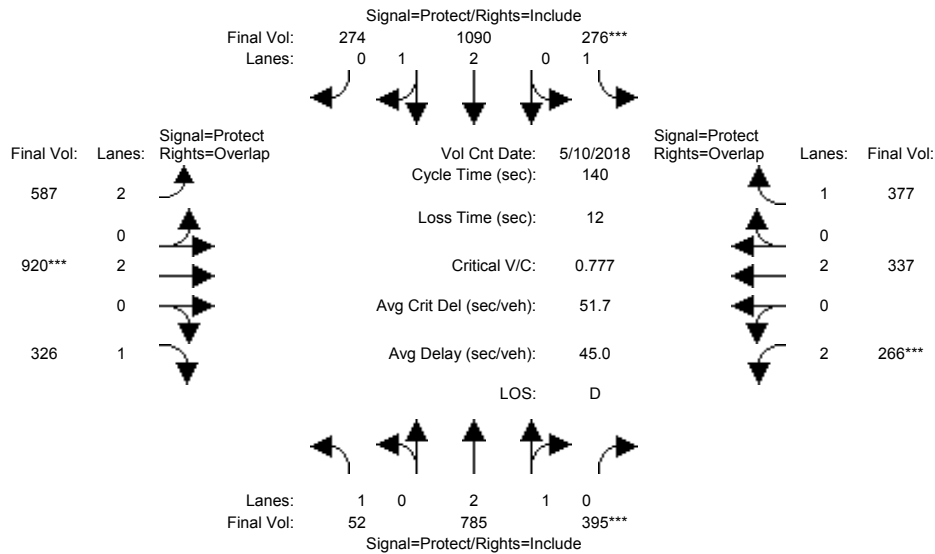 Signal=Protect/Rights=Include
Final Vol: 274 1090 276***
Lanes: 0 1 2 0 1
Signal=Protect Signal=Protect
Final Vol: Lanes: Rights=Overlap Vol Cnt Date: 5/10/2018 Rights=Overlap Lanes: Final Vol:
Cycle Time (sec): 140
587 2 1 377
Loss Time (sec): 12
0 0
920*** 2 Critical V/C: 0.777 2 337
0 Avg Crit Del (sec/veh): 51.7 0
326 1 Avg Delay (sec/veh): 45.0 2 266***
LOS: D
Lanes: 1 0 2 1 0
Final Vol: 52 785 395***
Signal=Protect/Rights=Include